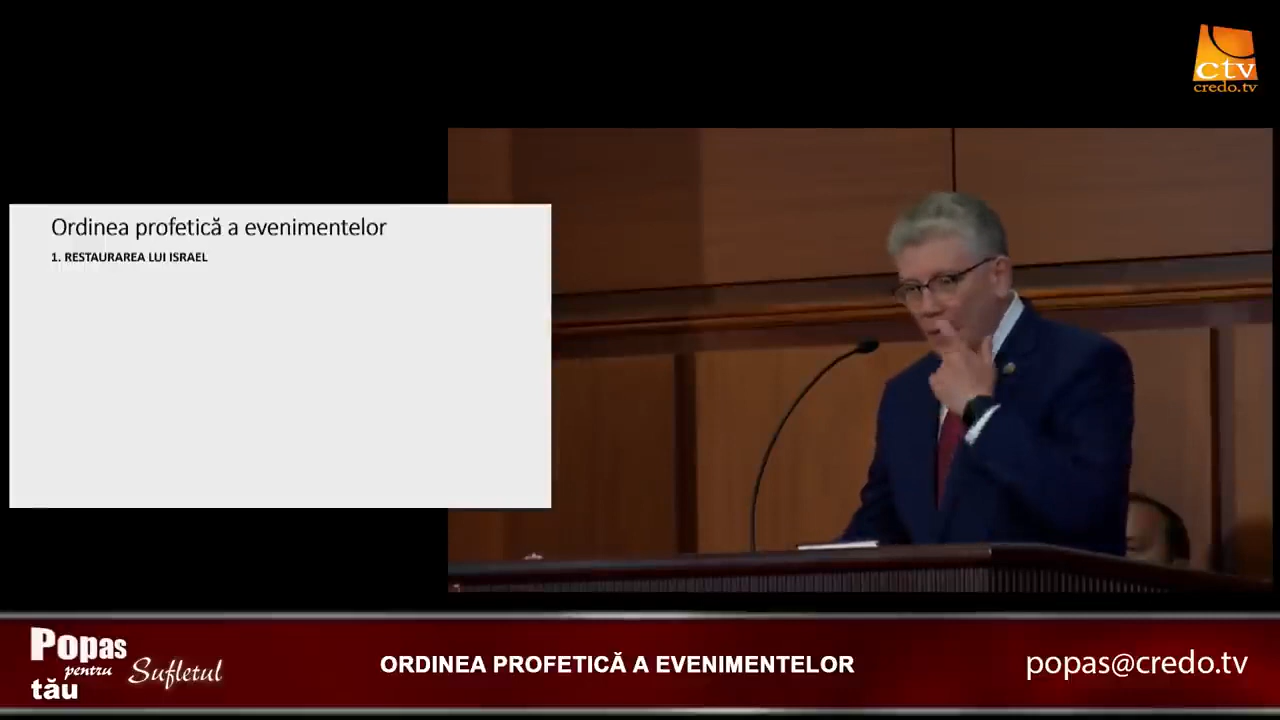 ctv
credo.tv
Ordinea profetică a evenimentelor
1. RESTAURAREA LUI ISRAEL
Popas
pentru
tău Sufletul
ORDINEA PROFETICĂ A EVENIMENTELOR
popas@credo.tv